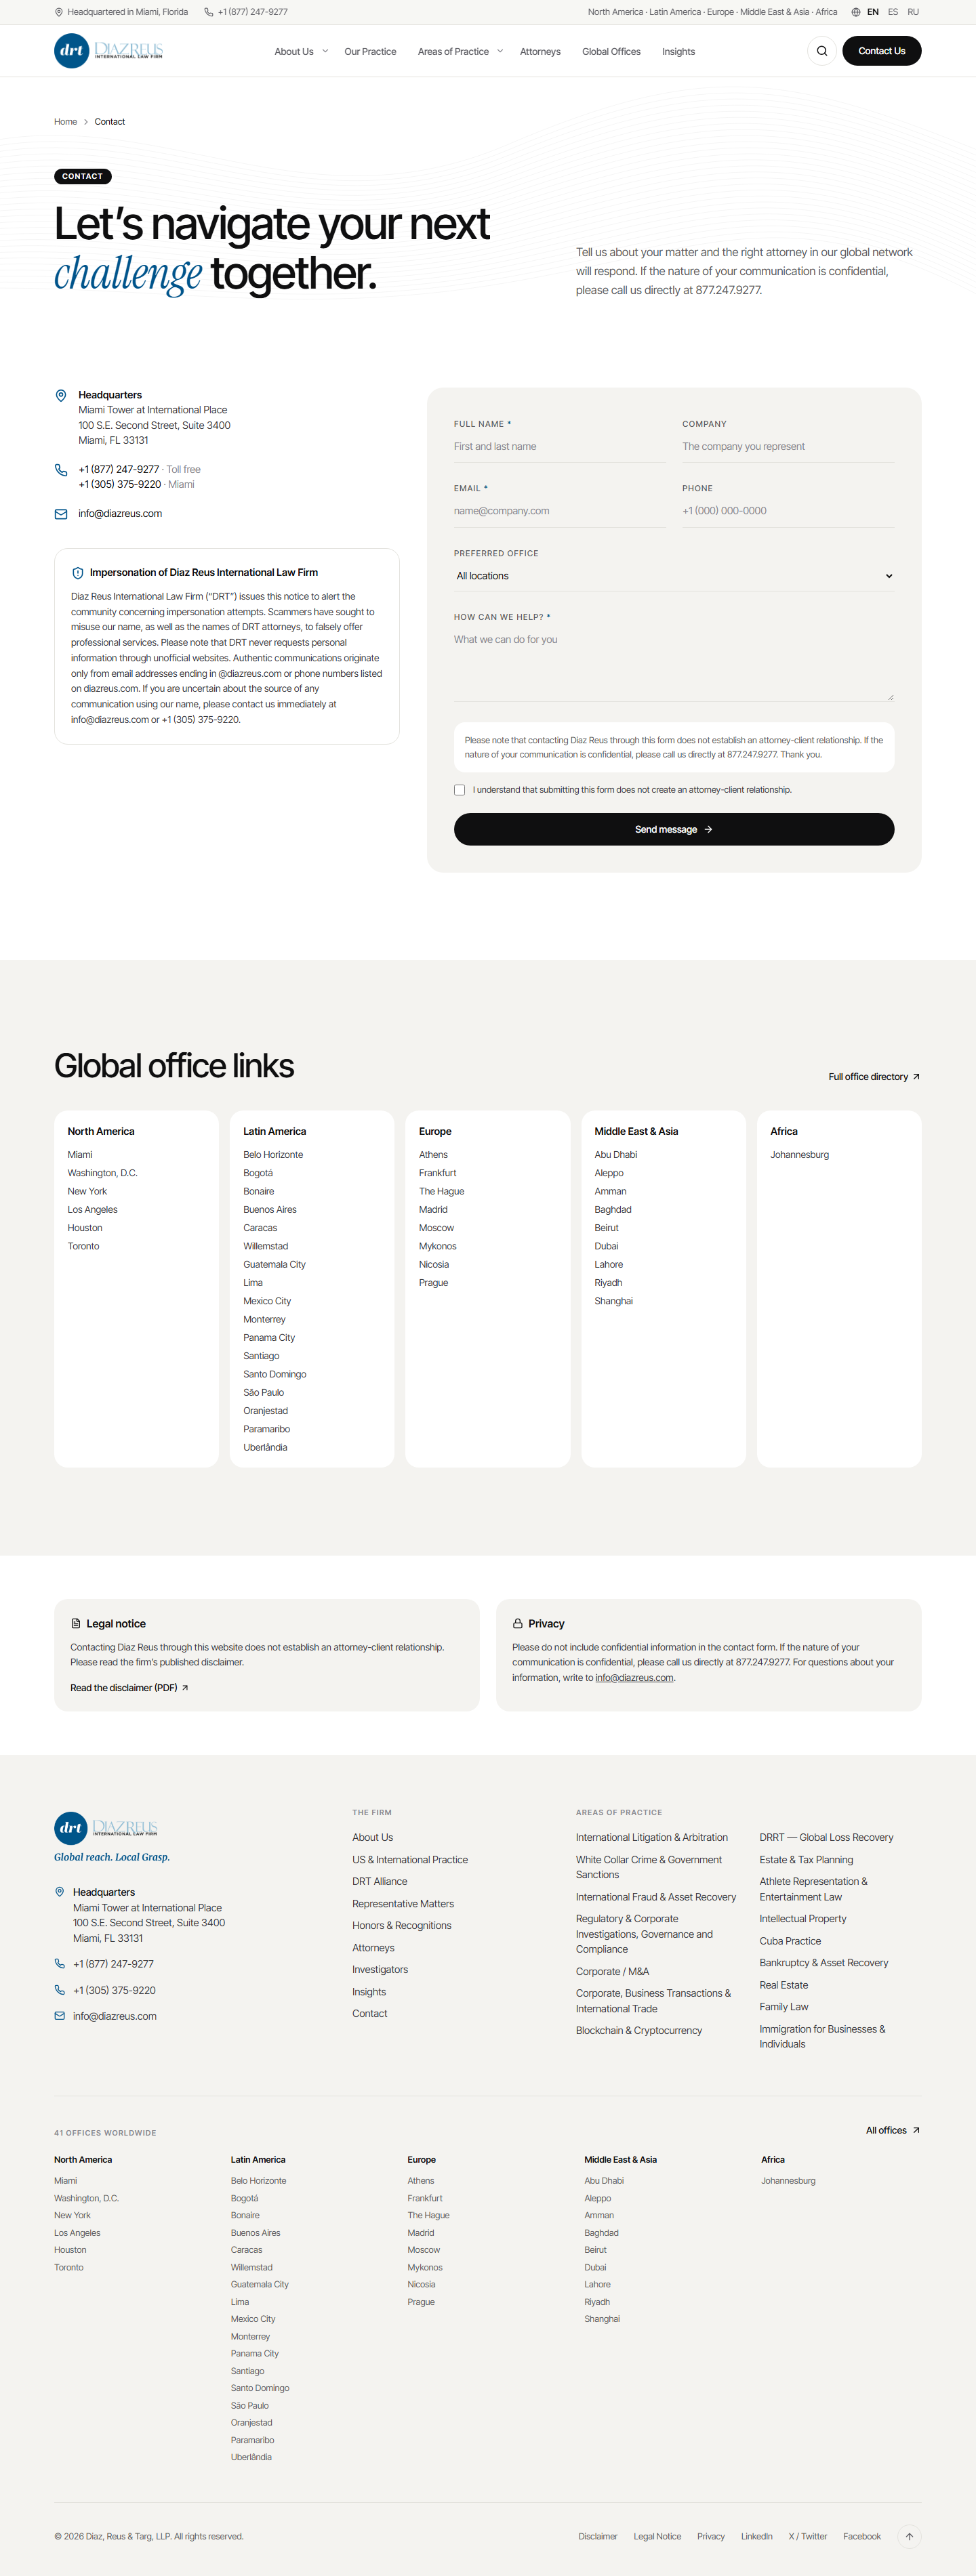 Headquartered in Miami, Florida
+1 (877) 247-9277
North America · Latin America · Europe · Middle East & Asia · Africa
EN ES RU
drt DIAZREUS
INTERNATIONAL LAW FIRM
About Us
Our Practice
Areas of Practice
Attorneys
Global Offices
Insights
Contact Us
Home > Contact
CONTACT
Let’s navigate your next
challenge together.
Tell us about your matter and the right attorney in our global network
will respond. If the nature of your communication is confidential,
please call us directly at 877.247.9277.
Headquarters
Miami Tower at International Place
100 S.E. Second Street, Suite 3400
Miami, FL 33131
+1 (877) 247-9277 · Toll free
+1 (305) 375-9220 · Miami
info@diazreus.com
Impersonation of Diaz Reus International Law Firm
Diaz Reus International Law Firm (“DRT”) issues this notice to alert the
community concerning impersonation attempts. Scammers have sought to
misuse our name, as well as the names of DRT attorneys, to falsely offer
professional services. Please note that DRT never requests personal
information through unofficial websites. Authentic communications originate
only from email addresses ending in @diazreus.com or phone numbers listed
on diazreus.com. If you are uncertain about the source of any
communication using our name, please contact us immediately at
info@diazreus.com or +1 (305) 375-9220.
FULL NAME *
First and last name
COMPANY
The company you represent
EMAIL *
name@company.com
PHONE
+1 (000) 000-0000
PREFERRED OFFICE
All locations
HOW CAN WE HELP? *
What we can do for you
Please note that contacting Diaz Reus through this form does not establish an attorney-client relationship. If the
nature of your communication is confidential, please call us directly at 877.247.9277. Thank you.
I understand that submitting this form does not create an attorney-client relationship.
Send message
Global office links
Full office directory
North America
Miami
Washington, D.C.
New York
Los Angeles
Houston
Toronto
Latin America
Belo Horizonte
Bogotá
Bonaire
Buenos Aires
Caracas
Willemstad
Guatemala City
Lima
Mexico City
Monterrey
Panama City
Santiago
Santo Domingo
São Paulo
Oranjestad
Paramaribo
Uberlândia
Europe
Athens
Frankfurt
The Hague
Madrid
Moscow
Mykonos
Nicosia
Prague
Middle East & Asia
Abu Dhabi
Aleppo
Amman
Baghdad
Beirut
Dubai
Lahore
Riyadh
Shanghai
Africa
Johannesburg
Legal notice
Contacting Diaz Reus through this website does not establish an attorney-client relationship.
Please read the firm’s published disclaimer.
Read the disclaimer (PDF)
Privacy
Please do not include confidential information in the contact form. If the nature of your
communication is confidential, please call us directly at 877.247.9277. For questions about your
information, write to info@diazreus.com.
drt DIAZREUS
INTERNATIONAL LAW FIRM
Global reach. Local Grasp.
Headquarters
Miami Tower at International Place
100 S.E. Second Street, Suite 3400
Miami, FL 33131
+1 (877) 247-9277
+1 (305) 375-9220
info@diazreus.com
THE FIRM
About Us
US & International Practice
DRT Alliance
Representative Matters
Honors & Recognitions
Attorneys
Investigators
Insights
Contact
AREAS OF PRACTICE
International Litigation & Arbitration
White Collar Crime & Government
Sanctions
International Fraud & Asset Recovery
Regulatory & Corporate
Investigations, Governance and
Compliance
Corporate / M&A
Corporate, Business Transactions &
International Trade
Blockchain & Cryptocurrency
DRRT — Global Loss Recovery
Estate & Tax Planning
Athlete Representation &
Entertainment Law
Intellectual Property
Cuba Practice
Bankruptcy & Asset Recovery
Real Estate
Family Law
Immigration for Businesses &
Individuals
41 OFFICES WORLDWIDE
All offices
North America
Miami
Washington, D.C.
New York
Los Angeles
Houston
Toronto
Latin America
Belo Horizonte
Bogotá
Bonaire
Buenos Aires
Caracas
Willemstad
Guatemala City
Lima
Mexico City
Monterrey
Panama City
Santiago
Santo Domingo
São Paulo
Oranjestad
Paramaribo
Uberlândia
Europe
Athens
Frankfurt
The Hague
Madrid
Moscow
Mykonos
Nicosia
Prague
Middle East & Asia
Abu Dhabi
Aleppo
Amman
Baghdad
Beirut
Dubai
Lahore
Riyadh
Shanghai
Africa
Johannesburg
© 2026 Diaz, Reus & Targ, LLP. All rights reserved.
Disclaimer
Legal Notice
Privacy
LinkedIn
X / Twitter
Facebook